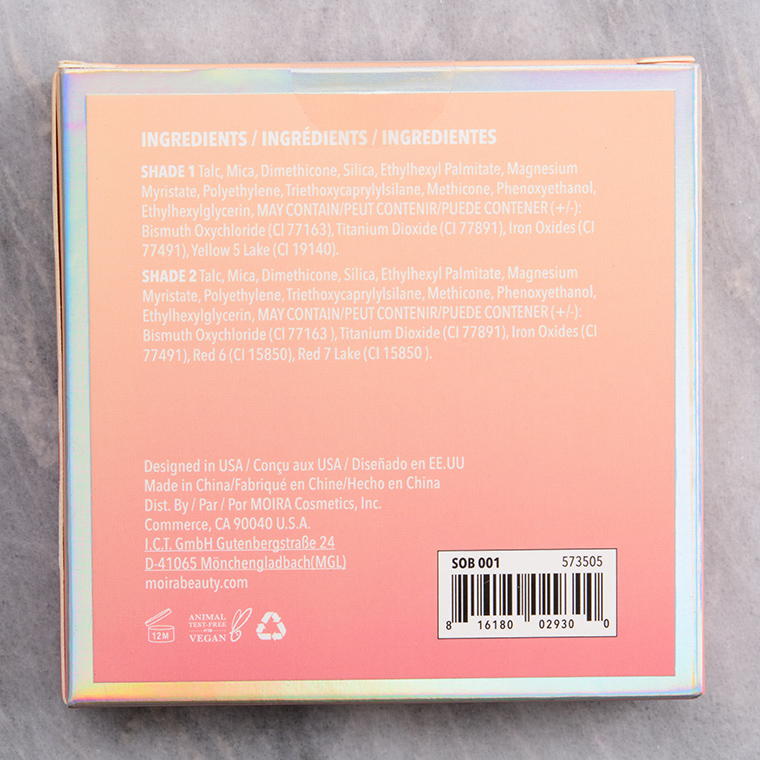 INGREDIENTS / INGRÉDIENTS / INGREDIENTES
SHADE 1 Talc, Mica, Dimethicone, Silica, Ethylhexyl Palmitate, Magnesium
Myristate, Polyethylene, Triethoxycaprylylsilane, Methicone, Phenoxyethanol,
Ethylhexylglycerin, MAY CONTAIN/PEUT CONTENIR/PUEDE CONTENER (+/-):
Bismuth Oxychloride (CI 77163), Titanium Dioxide (CI 77891), Iron Oxides (CI
77491), Yellow 5 Lake (CI 19140).
SHADE 2 Talc, Mica, Dimethicone, Silica, Ethylhexyl Palmitate, Magnesium
Myristate, Polyethylene, Triethoxycaprylylsilane, Methicone, Phenoxyethanol,
Ethylhexylglycerin, MAY CONTAIN/PEUT CONTENIR/PUEDE CONTENER (+/-):
Bismuth Oxychloride (CI 77163 ), Titanium Dioxide (CI 77891), Iron Oxides (CI
77491), Red 6 (CI 15850), Red 7 Lake (CI 15850 ).
Designed in USA / Conçu aux USA / Diseñado en EE.UU
Made in China/Fabriqué en Chine/Hecho en China
Dist. By / Par / Por MOIRA Cosmetics, Inc.
Commerce, CA 90040 U.S.A.
I.C.T. GmbH Gutenbergstraße 24
D-41065 Mönchengladbach(MGL)
moirabeauty.com
12M
ANIMAL
TEST-FREE
VEGAN
SOB 001 573505
8 16180 02930 0